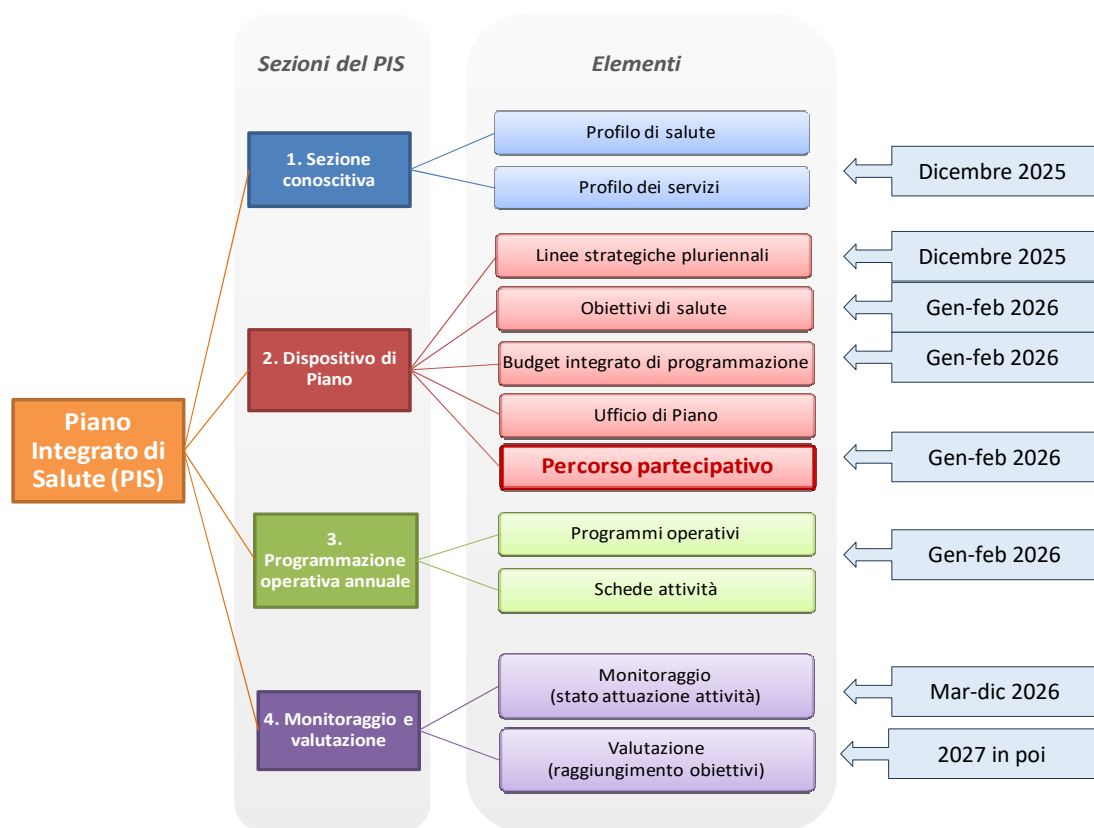 Sezioni del PIS
Elementi
Piano
Integrato di
Salute (PIS)
1. Sezione
conoscitiva
Profilo di salute
Profilo dei servizi
Dicembre 2025
2. Dispositivo di
Piano
Linee strategiche pluriennali
Dicembre 2025
Obiettivi di salute
Gen-feb 2026
Budget integrato di programmazione
Gen-feb 2026
Ufficio di Piano
Percorso partecipativo
Gen-feb 2026
3.
Programmazione
operativa annuale
Programmi operativi
Schede attività
Gen-feb 2026
4. Monitoraggio e
valutazione
Monitoraggio
(stato attuazione attività)
Mar-dic 2026
Valutazione
(raggiungimento obiettivi)
2027 in poi